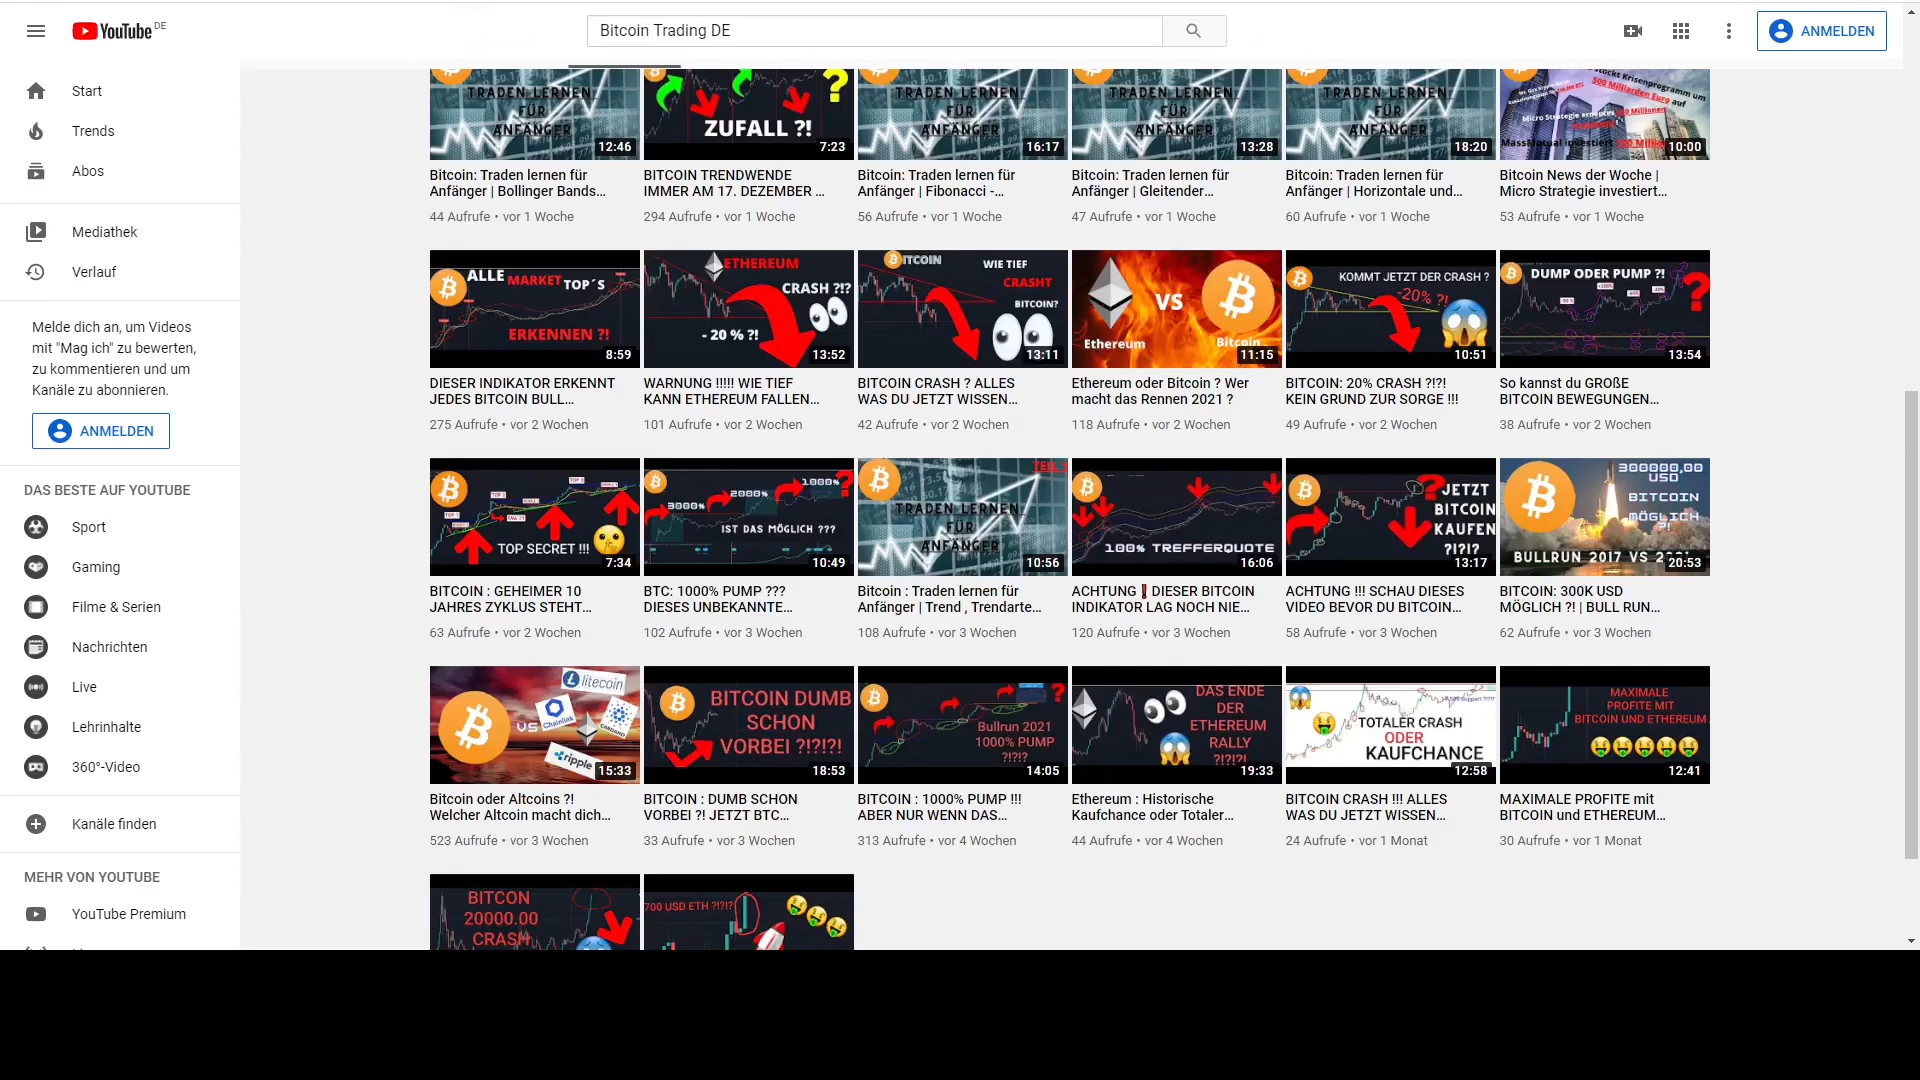 YouTube DE
Bitcoin Trading DE
ANMELDEN
Start
Trends
Abos
Mediathek
Verlauf
Melde dich an, um Videos
mit "Mag ich" zu bewerten,
zu kommentieren und um
Kanäle zu abonnieren.
ANMELDEN
DAS BESTE AUF YOUTUBE
Sport
Gaming
Filme & Serien
Nachrichten
Live
Lehrinhalte
360°-Video
Kanäle finden
MEHR VON YOUTUBE
YouTube Premium
TRADEN LERNEN
FÜR
ANFÄNGER
12:46
Bitcoin: Traden lernen für
Anfänger | Bollinger Bands...
44 Aufrufe • vor 1 Woche
ZUFALL ?!
7:23
BITCOIN TRENDWENDE
IMMER AM 17. DEZEMBER ...
294 Aufrufe • vor 1 Woche
TRADEN LERNEN
FÜR
ANFÄNGER
16:17
Bitcoin: Traden lernen für
Anfänger | Fibonacci -...
56 Aufrufe • vor 1 Woche
TRADEN LERNEN
FÜR
ANFÄNGER
13:28
Bitcoin: Traden lernen für
Anfänger | Gleitender...
47 Aufrufe • vor 1 Woche
TRADEN LERNEN
FÜR
ANFÄNGER
18:20
Bitcoin: Traden lernen für
Anfänger | Horizontale und...
60 Aufrufe • vor 1 Woche
stockt Krisenprogramm um
500 Milliarden Euro auf
Micro Strategie
MassMutual investiert
10:00
Bitcoin News der Woche |
Micro Strategie investiert...
53 Aufrufe • vor 1 Woche
ALLE MARKET TOP´S
ERKENNEN ?!
8:59
DIESER INDIKATOR ERKENNT
JEDES BITCOIN BULL...
275 Aufrufe • vor 2 Wochen
ETHEREUM
CRASH ?!?
- 20 % ?!
13:52
WARNUNG !!!!! WIE TIEF
KANN ETHEREUM FALLEN...
101 Aufrufe • vor 2 Wochen
BITCOIN
WIE TIEF
CRASHT
BITCOIN?
13:11
BITCOIN CRASH ? ALLES
WAS DU JETZT WISSEN...
42 Aufrufe • vor 2 Wochen
VS
Ethereum
Bitcoin
11:15
Ethereum oder Bitcoin ? Wer
macht das Rennen 2021 ?
118 Aufrufe • vor 2 Wochen
KOMMT JETZT DER CRASH ?
-20% ?!
10:51
BITCOIN: 20% CRASH ?!?!
KEIN GRUND ZUR SORGE !!!
49 Aufrufe • vor 2 Wochen
DUMP ODER PUMP ?!
13:54
So kannst du GROßE
BITCOIN BEWEGUNGEN...
38 Aufrufe • vor 2 Wochen
TOP SECRET !!!
7:34
BITCOIN : GEHEIMER 10
JAHRES ZYKLUS STEHT...
63 Aufrufe • vor 2 Wochen
3000%
2000%
1000%
IST DAS MÖGLICH ???
10:49
BTC: 1000% PUMP ???
DIESES UNBEKANNTE...
102 Aufrufe • vor 3 Wochen
TRADEN LERNEN
FÜR
ANFÄNGER
10:56
Bitcoin : Traden lernen für
Anfänger | Trend , Trendarte...
108 Aufrufe • vor 3 Wochen
100% TREFFERQUOTE
16:06
ACHTUNG❗DIESER BITCOIN
INDIKATOR LAG NOCH NIE...
120 Aufrufe • vor 3 Wochen
JETZT
BITCOIN
KAUFEN
?!?!?
13:17
ACHTUNG !!! SCHAU DIESES
VIDEO BEVOR DU BITCOIN...
58 Aufrufe • vor 3 Wochen
300000,00
USD
BITCOIN
MÖGLICH
?!
BULLRUN 2017 VS
20:53
BITCOIN: 300K USD
MÖGLICH ?! | BULL RUN...
62 Aufrufe • vor 3 Wochen
litecoin
VS
Chainlink
CARDANO
ripple
15:33
Bitcoin oder Altcoins ?!
Welcher Altcoin macht dich...
523 Aufrufe • vor 3 Wochen
BITCOIN DUMB
SCHON
VORBEI ?!?!?!
18:53
BITCOIN : DUMB SCHON
VORBEI ?! JETZT BTC...
33 Aufrufe • vor 3 Wochen
Bullrun 2021
1000% PUMP
?!?!?
14:05
BITCOIN : 1000% PUMP !!!
ABER NUR WENN DAS...
313 Aufrufe • vor 4 Wochen
DAS ENDE
DER
ETHEREUM
RALLY
?!?!?!
19:33
Ethereum : Historische
Kaufchance oder Totaler...
44 Aufrufe • vor 4 Wochen
TOTALER CRASH
ODER
KAUFCHANCE
12:58
BITCOIN CRASH !!! ALLES
WAS DU JETZT WISSEN...
24 Aufrufe • vor 1 Monat
MAXIMALE
PROFITE MIT
BITCOIN UND ETHEREUM
12:41
MAXIMALE PROFITE mit
BITCOIN und ETHEREUM...
30 Aufrufe • vor 1 Monat
BITCON
20000.00
CRASH
700 USD ETH ?!?!?